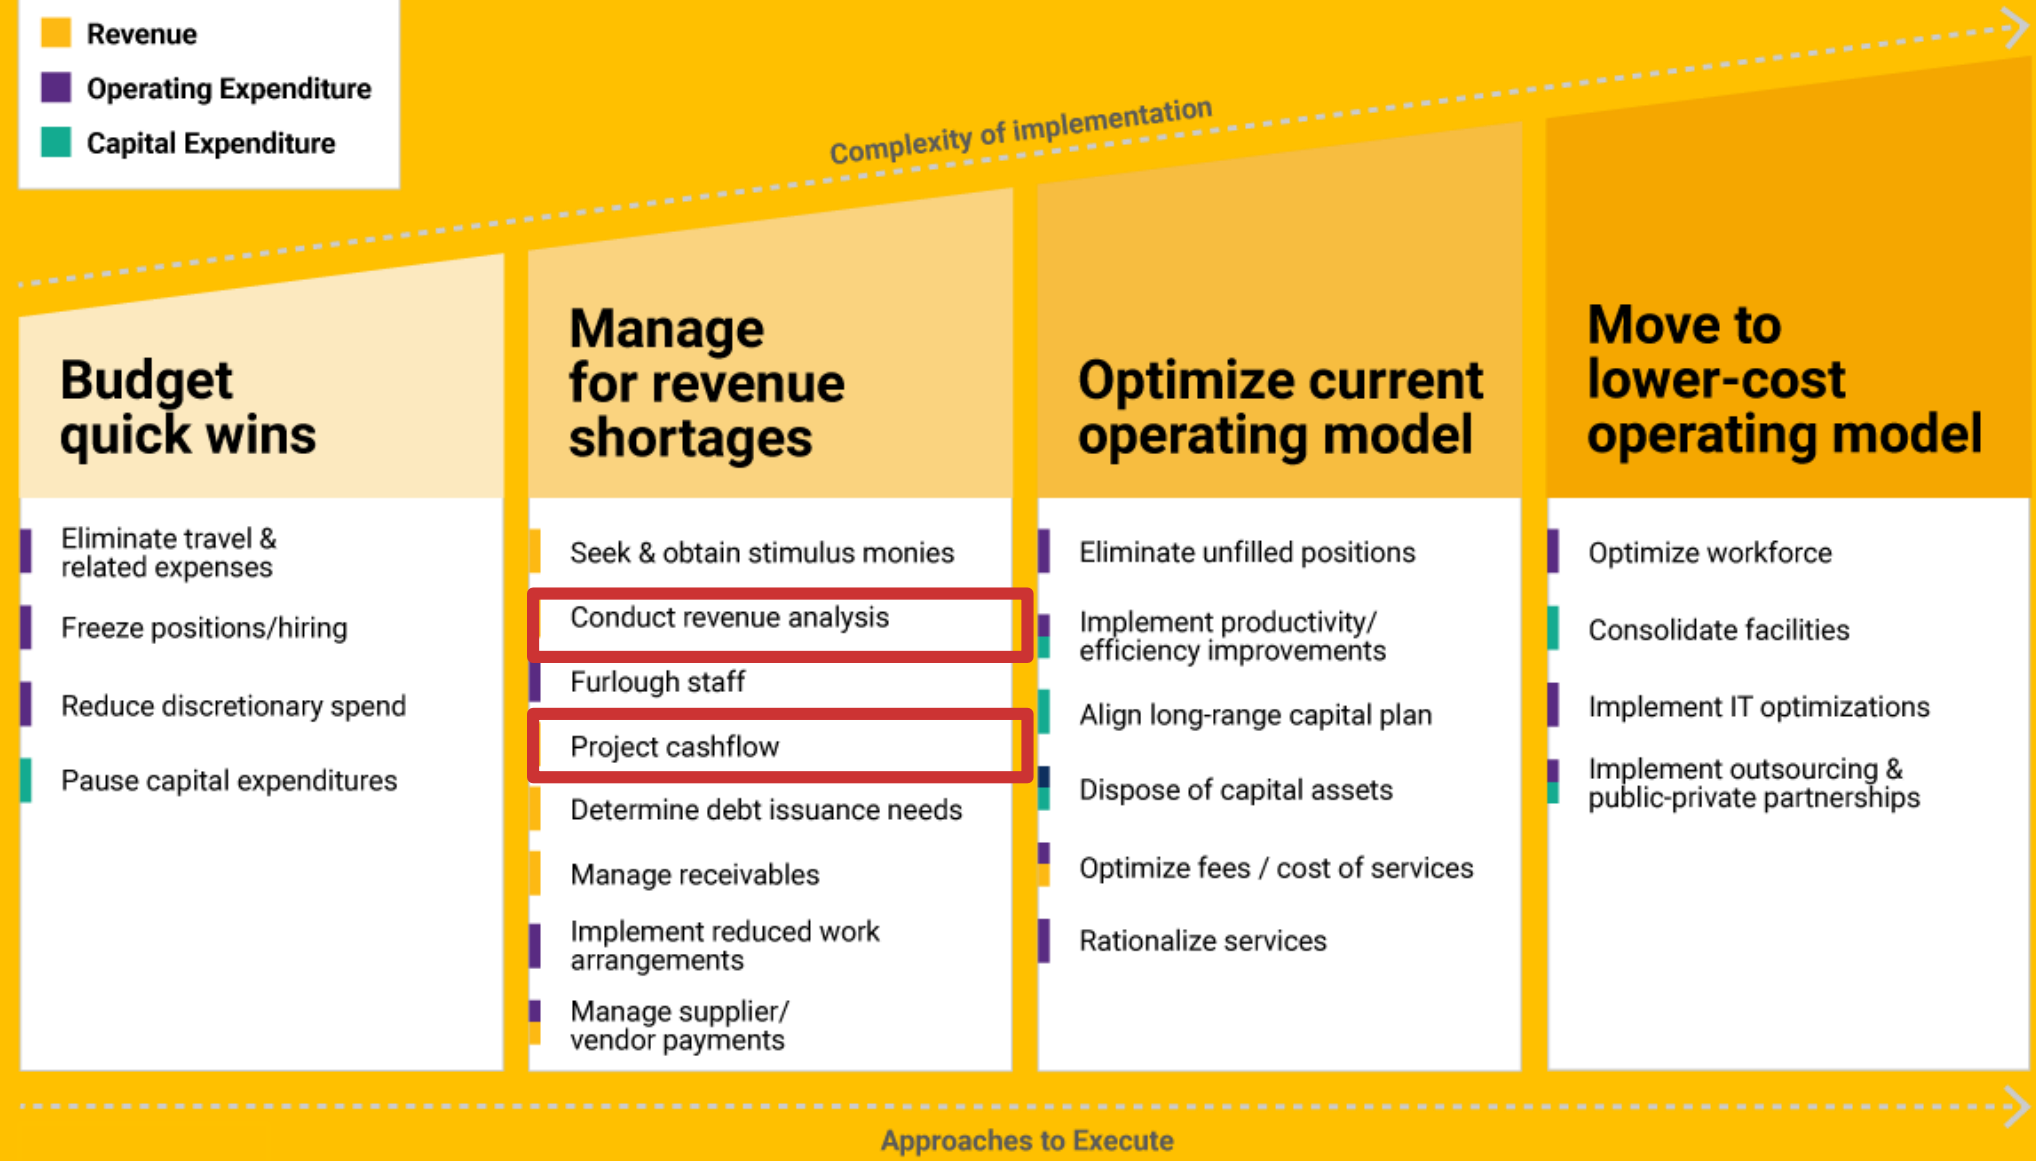 Revenue
Operating Expenditure
Capital Expenditure
Complexity of implementation
Budget
quick wins
Eliminate travel &
related expenses
Freeze positions/hiring
Reduce discretionary spend
Pause capital expenditures
Manage
for revenue
shortages
Seek & obtain stimulus monies
Conduct revenue analysis
Furlough staff
Project cashflow
Determine debt issuance needs
Manage receivables
Implement reduced work
arrangements
Manage supplier/
vendor payments
Optimize current
operating model
Eliminate unfilled positions
Implement productivity/
efficiency improvements
Align long-range capital plan
Dispose of capital assets
Optimize fees / cost of services
Rationalize services
Move to
lower-cost
operating model
Optimize workforce
Consolidate facilities
Implement IT optimizations
Implement outsourcing &
public-private partnerships
Approaches to Execute